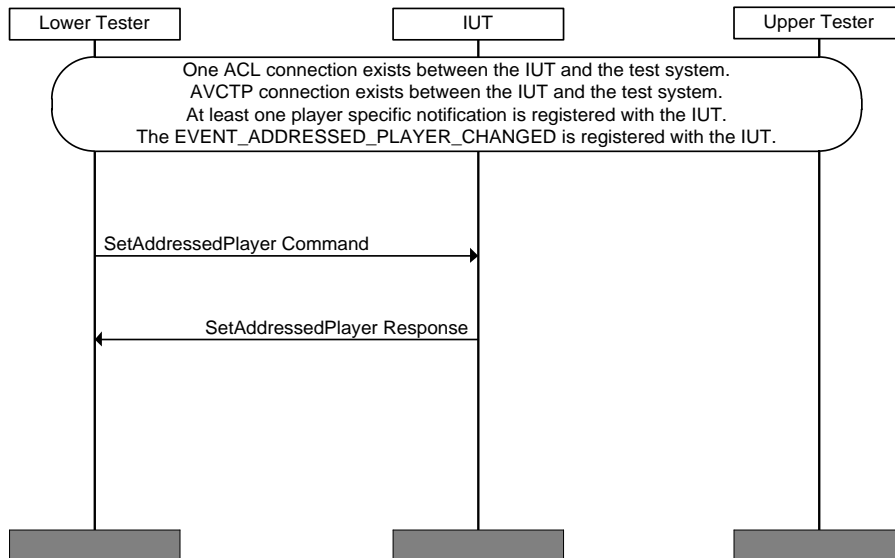 Lower Tester
IUT
Upper Tester
One ACL connection exists between the IUT and the test system.
AVCTP connection exists between the IUT and the test system.
At least one player specific notification is registered with the IUT.
The EVENT_ADDRESSED_PLAYER_CHANGED is registered with the IUT.
SetAddressedPlayer Command
SetAddressedPlayer Response